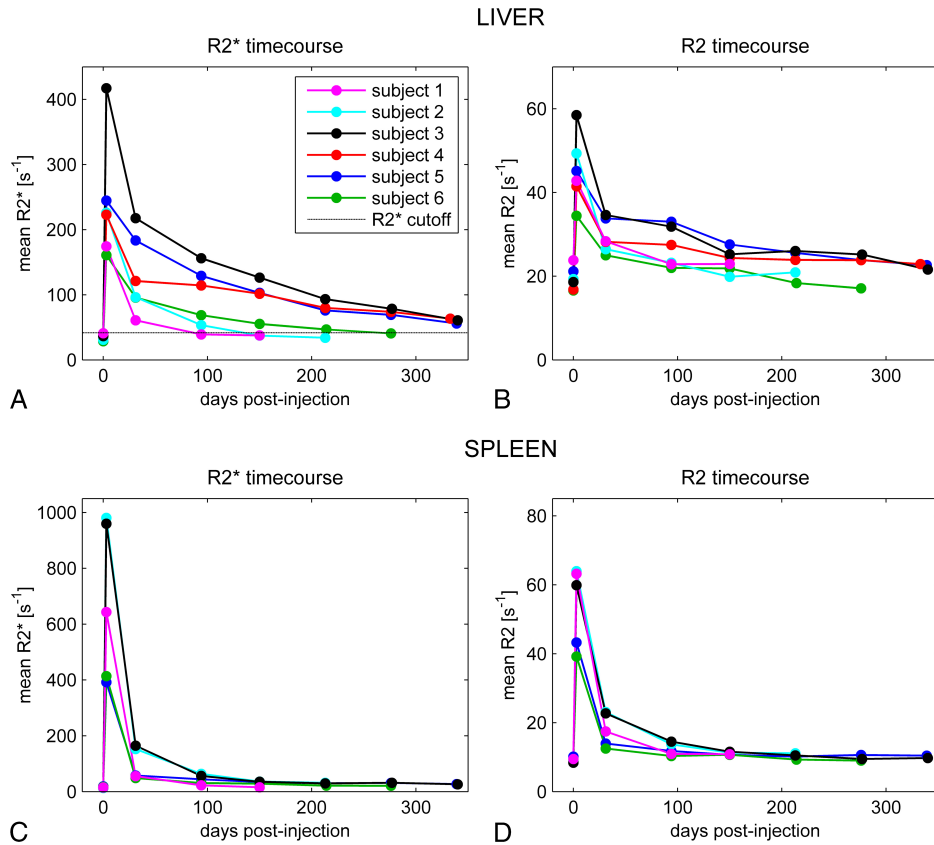 LIVER
R2* timecourse
mean R2* [s-1]
400
300
200
100
0
0 100 200 300
days post-injection
subject 1
subject 2
subject 3
subject 4
subject 5
subject 6
R2* cutoff
A
R2 timecourse
mean R2 [s-1]
60
40
20
0
0 100 200 300
days post-injection
B
SPLEEN
R2* timecourse
mean R2* [s-1]
1000
800
600
400
200
0
0 100 200 300
days post-injection
C
R2 timecourse
mean R2 [s-1]
80
60
40
20
0
0 100 200 300
days post-injection
D